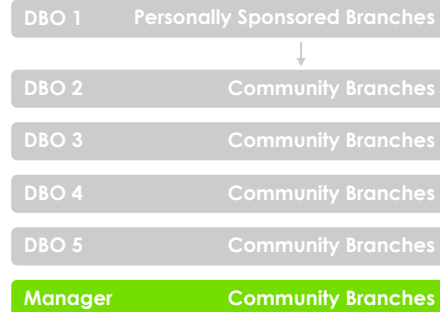 DBO 1 Personally Sponsored Branches
DBO 2 Community Branches
DBO 3 Community Branches
DBO 4 Community Branches
DBO 5 Community Branches
Manager Community Branches